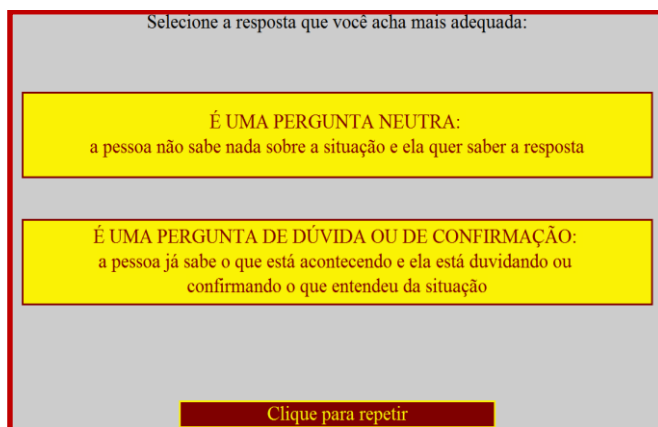 Selecione a resposta que você acha mais adequada:
É UMA PERGUNTA NEUTRA:
a pessoa não sabe nada sobre a situação e ela quer saber a resposta
É UMA PERGUNTA DE DÚVIDA OU DE CONFIRMAÇÃO:
a pessoa já sabe o que está acontecendo e ela está duvidando ou
confirmando o que entendeu da situação
Clique para repetir